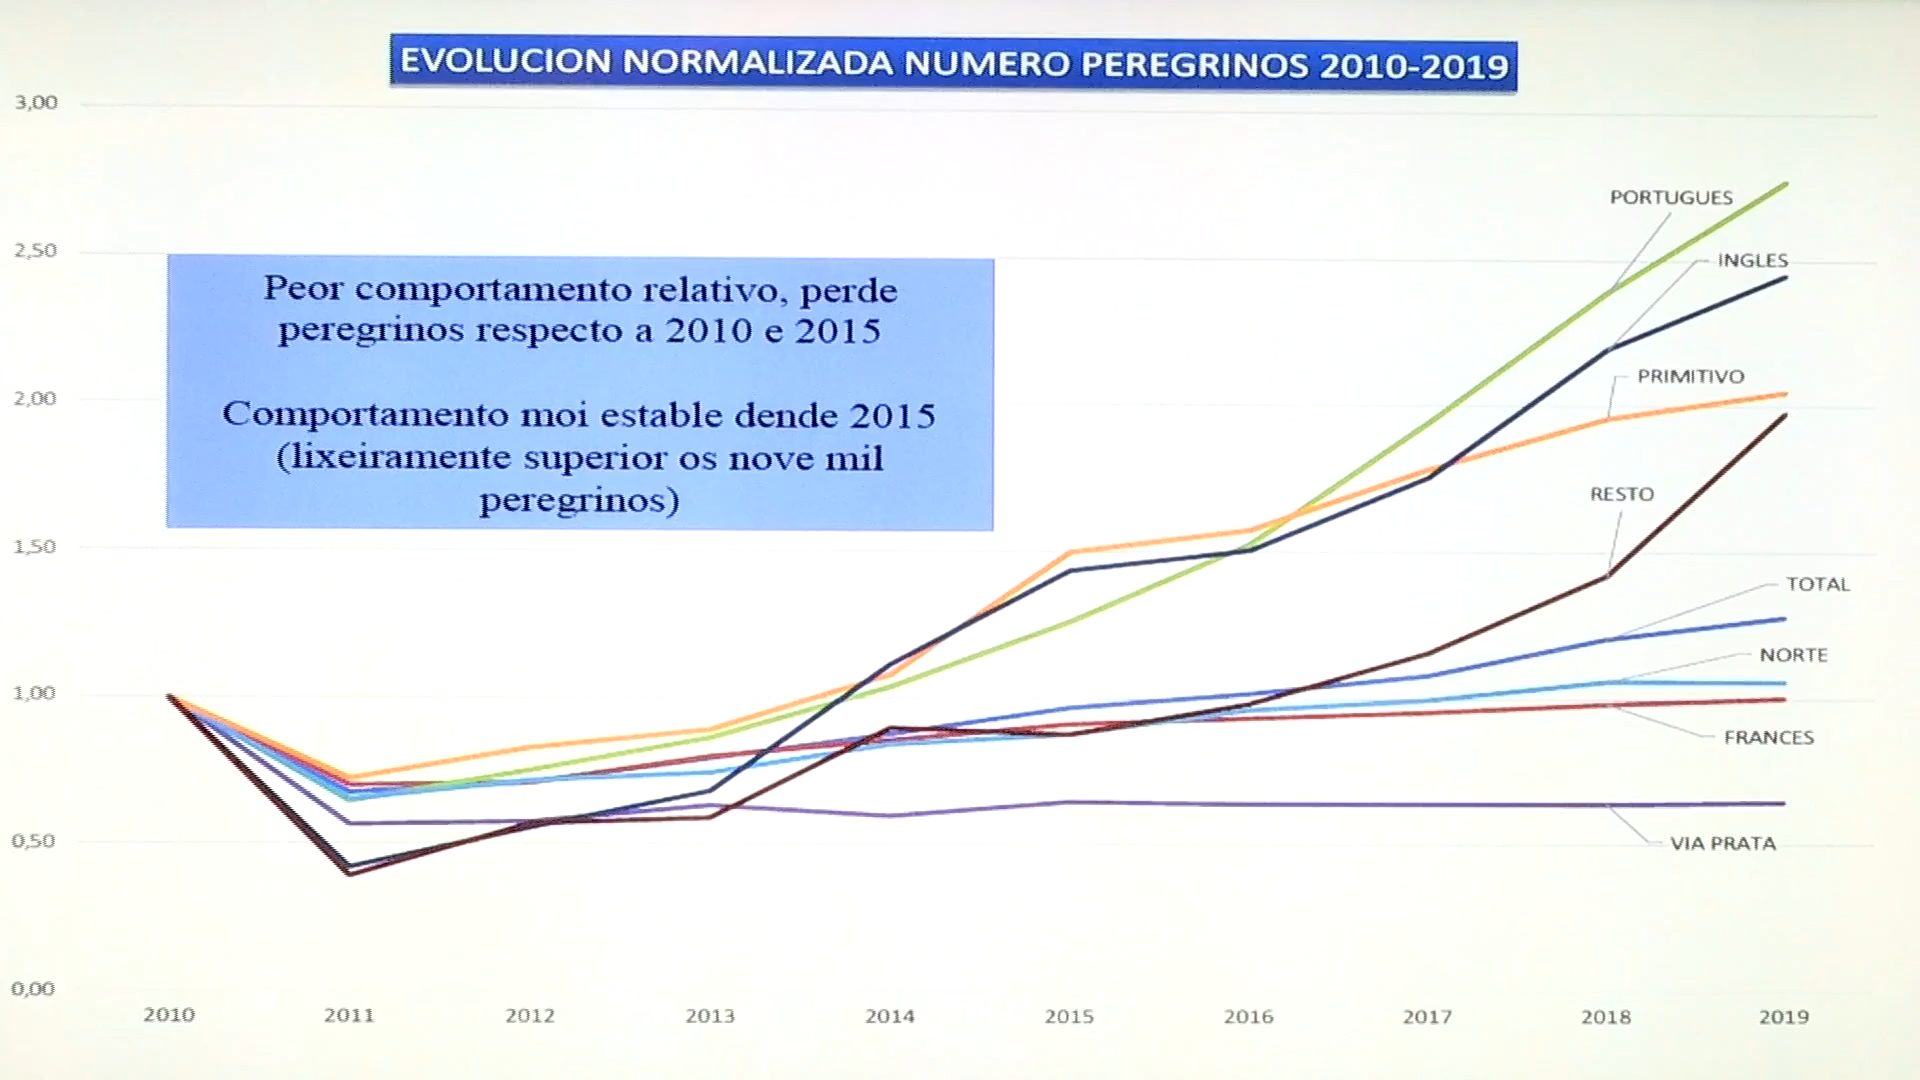 EVOLUCION NORMALIZADA NUMERO PEREGRINOS 2010-2019
3,00
2,50
2,00
1,50
1,00
0,50
0,00
Peor comportamento relativo, perde
peregrinos respecto a 2010 e 2015
Comportamento moi estable dende 2015
(lixeiramente superior os nove mil
peregrinos)
PORTUGUES
INGLES
PRIMITIVO
RESTO
TOTAL
NORTE
FRANCES
VIA PRATA
2010
2011
2012
2013
2014
2015
2016
2017
2018
2019